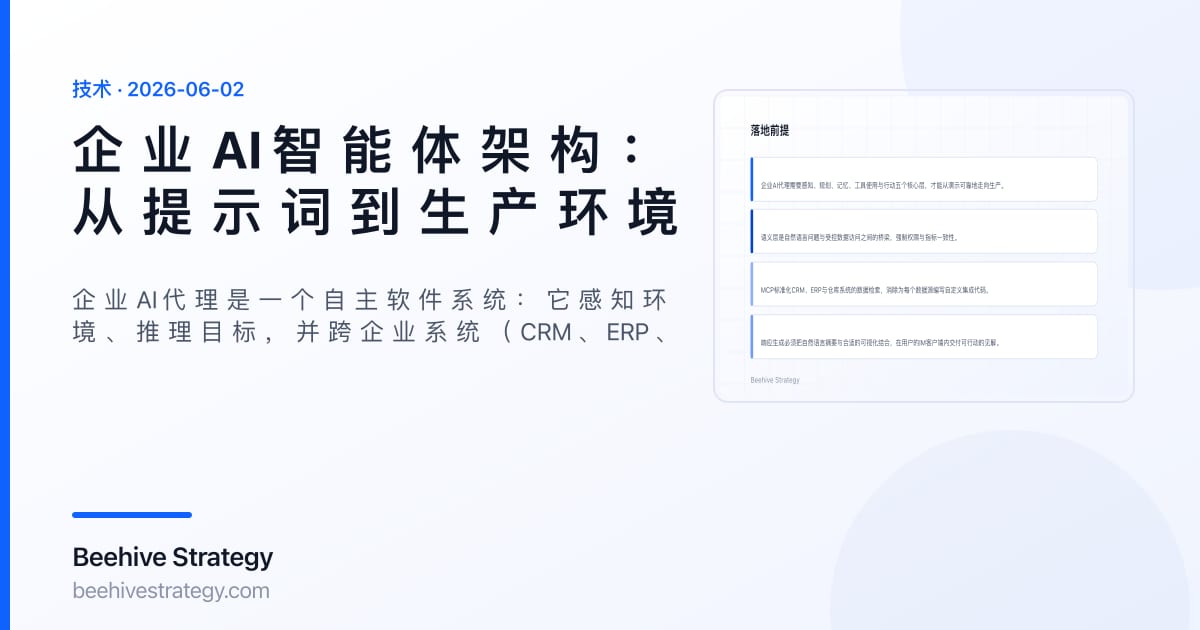 技术 · 2026-06-02
企业AI智能体架构：
从提示词到生产环境
企业AI代理是一个自主软件系统：它感知环
境、推理目标，并跨企业系统（CRM、ERP、
Beehive Strategy
beehivestrategy.com
落地前提
企业AI代理需要感知、规划、记忆、工具使用与行动五个核心层，才能从演示可靠地走向生产。
语义层是自然语言问题与受控数据访问之间的桥梁，强制权限与指标一致性。
MCP标准化CRM、ERP与仓库系统的数据检索，消除为每个数据源编写自定义集成代码。
响应生成必须把自然语言摘要与合适的可视化结合，在用户的IM客户端内交付可行动的见解。
Beehive Strategy